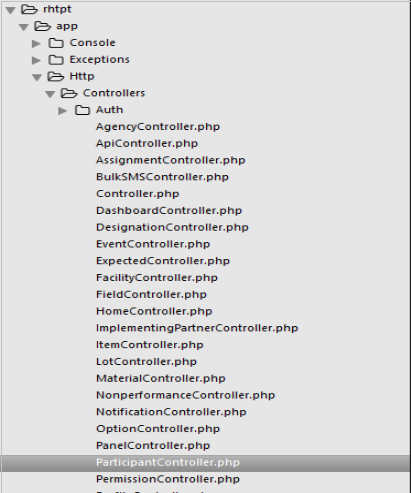 rhtpt
app
Console
Exceptions
Http
Controllers
Auth
AgencyController.php
ApiController.php
AssignmentController.php
BulkSMSController.php
Controller.php
DashboardController.php
DesignationController.php
EventController.php
ExpectedController.php
FacilityController.php
FieldController.php
HomeController.php
ImplementingPartnerController.php
ItemController.php
LotController.php
MaterialController.php
NonperformanceController.php
NotificationController.php
OptionController.php
PanelController.php
ParticipantController.php
PermissionController.php